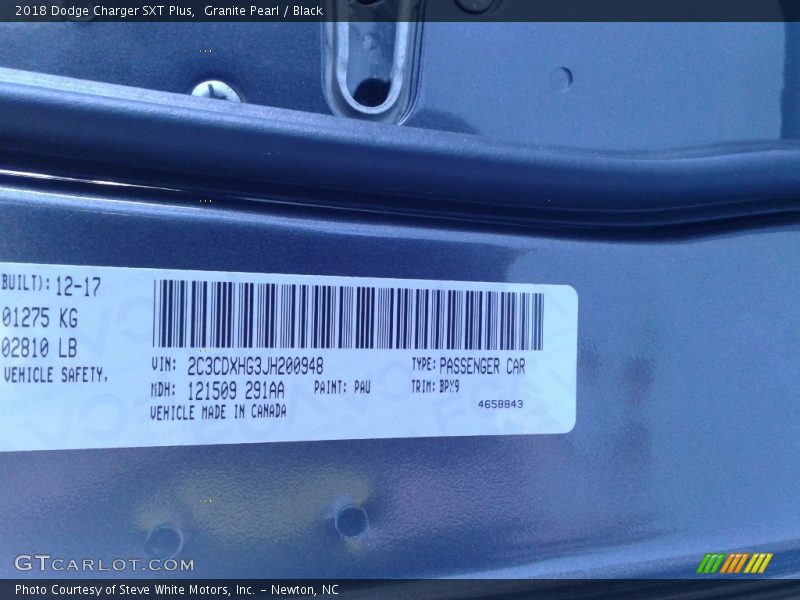 2018 Dodge Charger SXT Plus,  Granite Pearl / Black
BUILT): 12-17
01275 KG
02810 LB
VEHICLE SAFETY,
VIN: 2C3CDXHG3JH200948
TYPE: PASSENGER CAR
MDH: 121509 291AA
PAINT: PAU
TRIM: BPX9
VEHICLE MADE IN CANADA
4658843
GTCARLOT.COM
Photo Courtesy of Steve White Motors, Inc. – Newton, NC